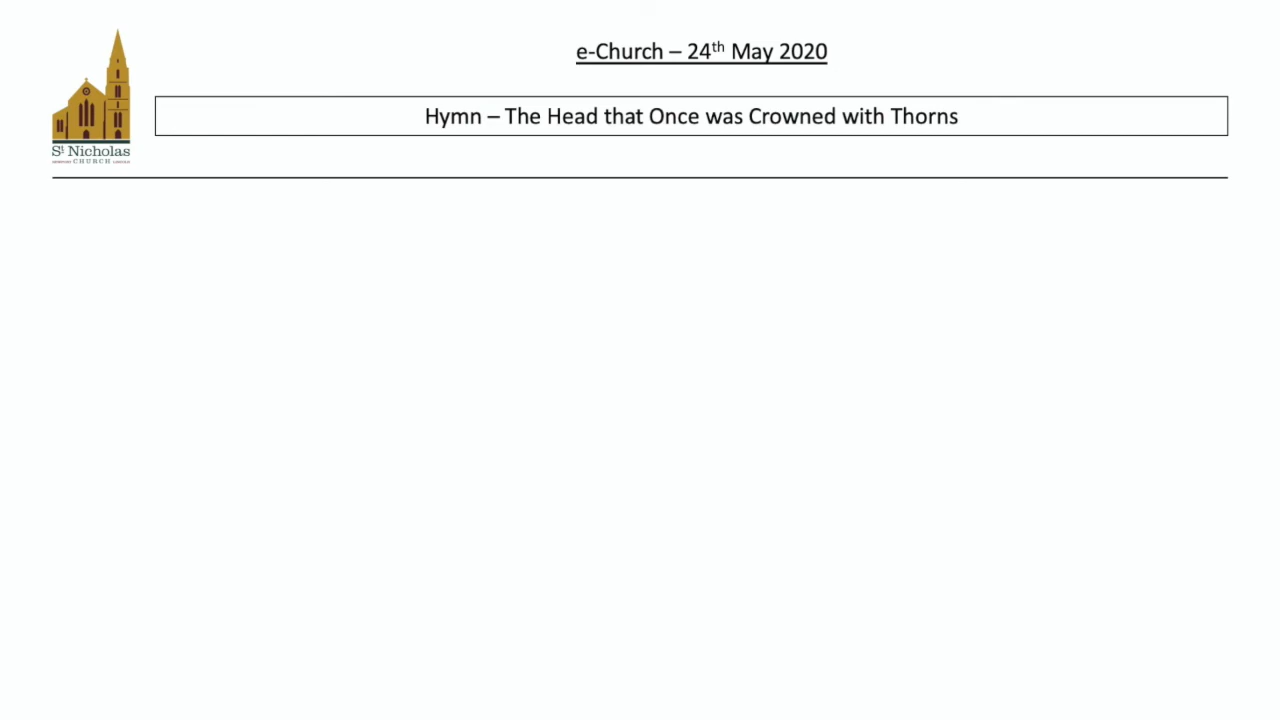 e-Church – 24th May 2020
Hymn – The Head that Once was Crowned with Thorns
St Nicholas
CHURCH